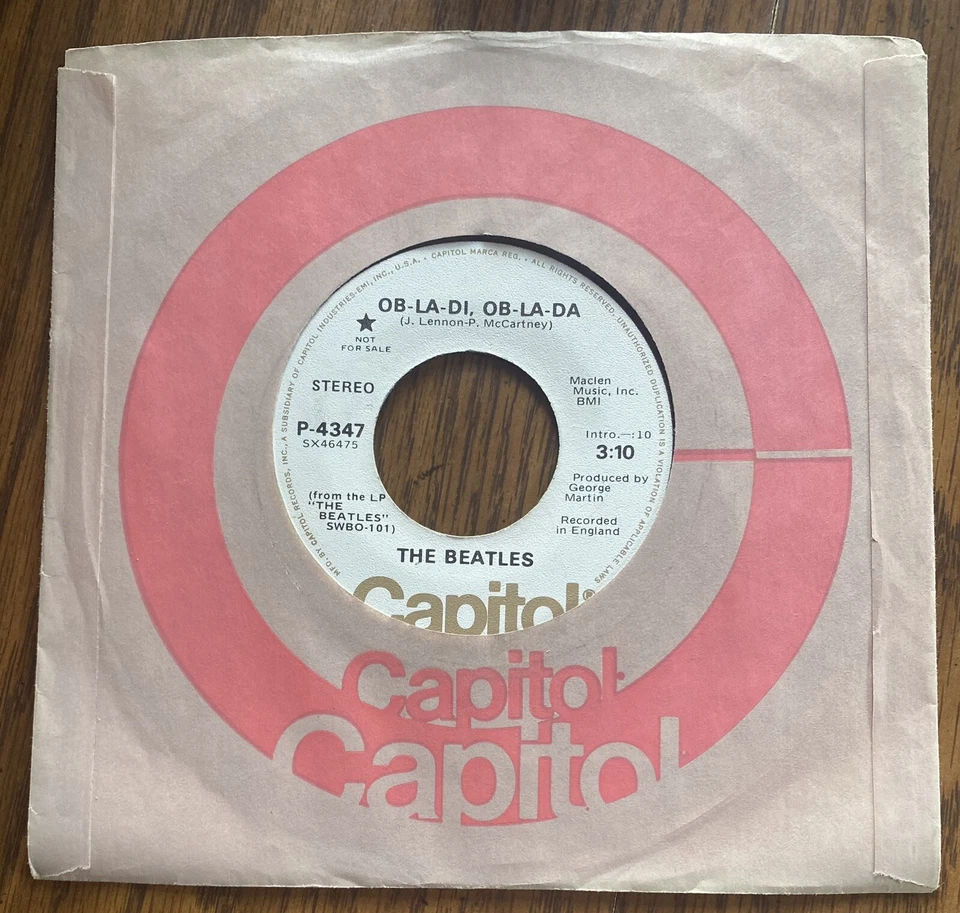 MFD. BY CAPITOL RECORDS, INC., A SUBSIDIARY OF CAPITOL INDUSTRIES-EMI, INC., U.S.A. • CAPITOL MARCA REG. • ALL RIGHTS RESERVED. UNAUTHORIZED DUPLICATION IS A VIOLATION OF APPLICABLE LAWS
OB-LA-DI, OB-LA-DA
(J. Lennon-P. McCartney)
NOT
FOR SALE
STEREO
P-4347
SX46475
(from the LP
"THE
BEATLES"
SWBO-101)
Maclen
Music, Inc.
BMI
Intro.—:10
3:10
Produced by
George
Martin
Recorded
in England
THE BEATLES
Capitol®
Capitol
Capitol